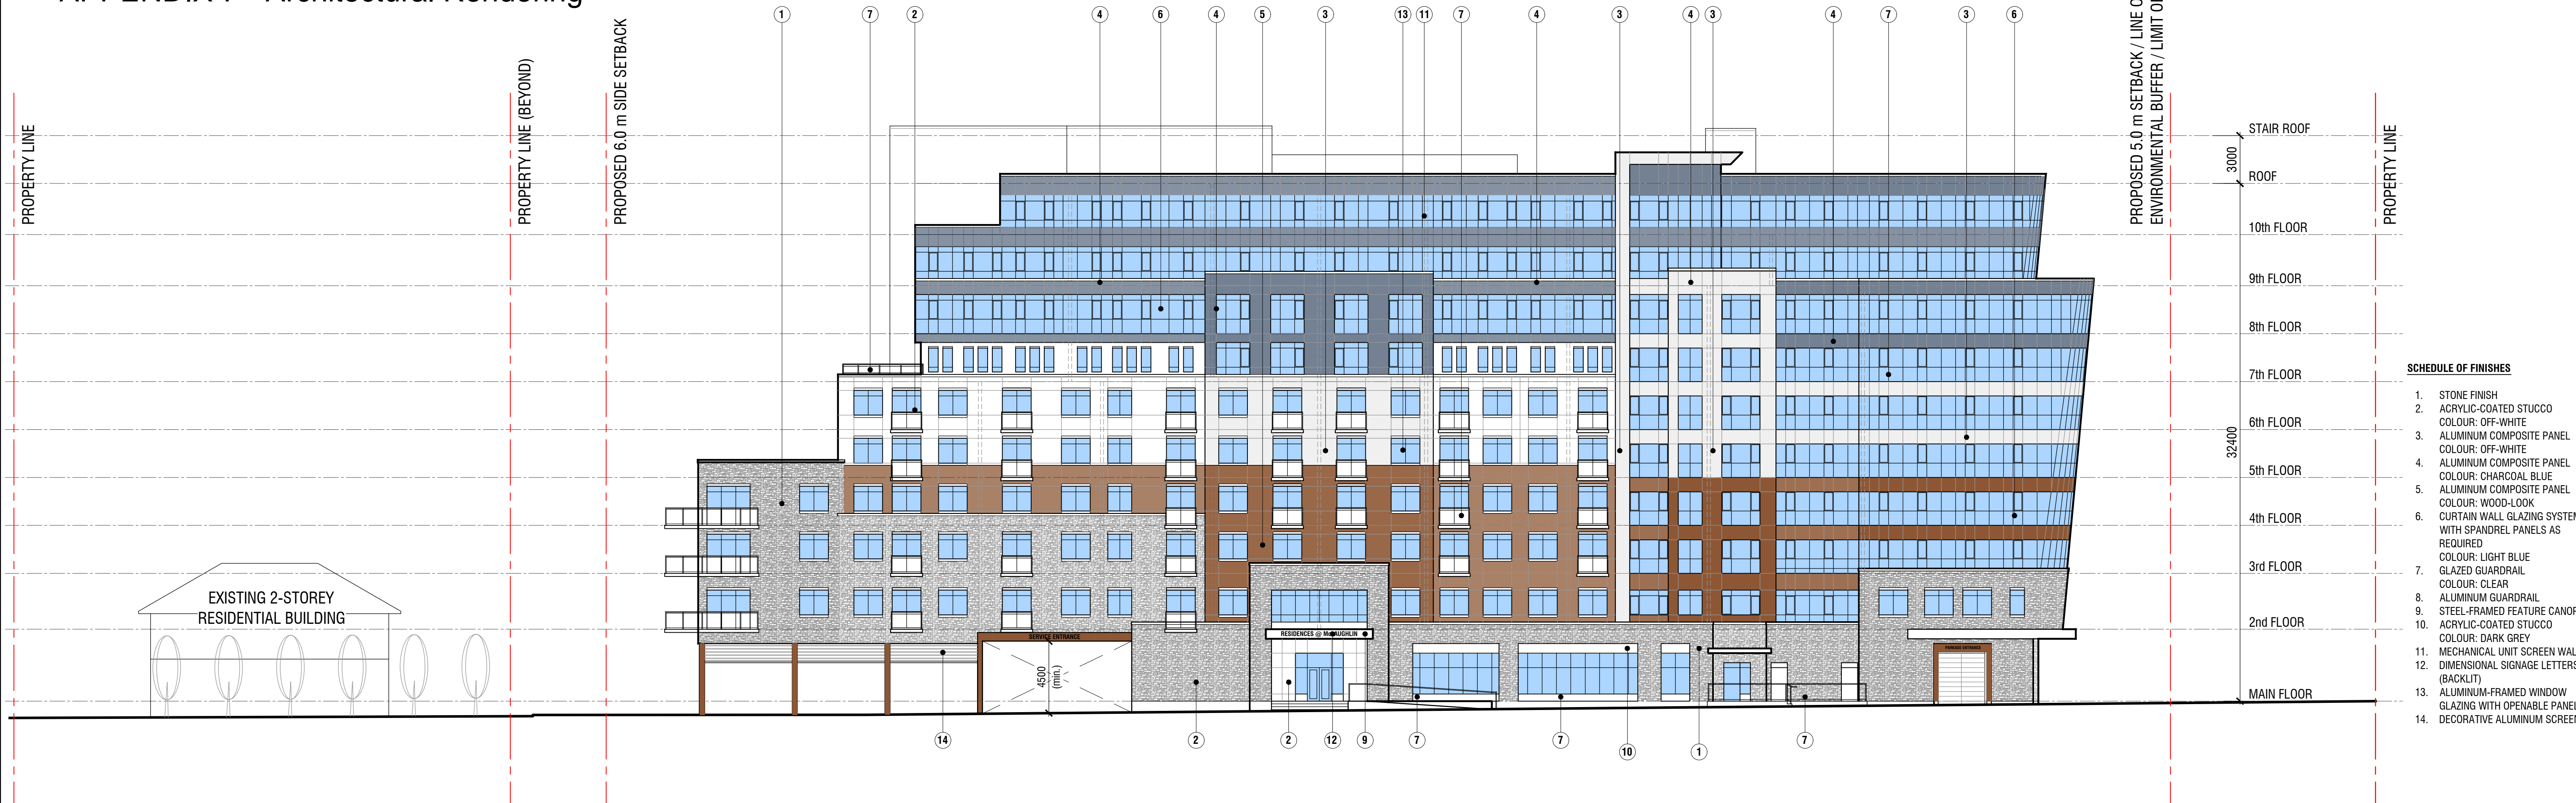 Architectural Rendering
1 7 2 4 6 4 5 3 13 11 7 4 3 4 3 4 7 3 6
PROPERTY LINE
PROPERTY LINE (BEYOND)
PROPOSED 6.0 m SIDE SETBACK
PROPOSED 5.0 m SETBACK / LINE
ENVIRONMENTAL BUFFER / LIMIT
PROPERTY LINE
STAIR ROOF
3000
ROOF
10th FLOOR
9th FLOOR
8th FLOOR
7th FLOOR
6th FLOOR
32400
5th FLOOR
4th FLOOR
3rd FLOOR
2nd FLOOR
MAIN FLOOR
EXISTING 2-STOREY
RESIDENTIAL BUILDING
SERVICE ENTRANCE
4500
(min.)
RESIDENCES @ McLAUGHLIN
PARKADE ENTRANCE
14 2 2 12 9 7 7 10 1 7
SCHEDULE OF FINISHES
1. STONE FINISH
2. ACRYLIC-COATED STUCCO
COLOUR: OFF-WHITE
3. ALUMINUM COMPOSITE PANEL
COLOUR: OFF-WHITE
4. ALUMINUM COMPOSITE PANEL
COLOUR: CHARCOAL BLUE
5. ALUMINUM COMPOSITE PANEL
COLOUR: WOOD-LOOK
6. CURTAIN WALL GLAZING SYSTEM
WITH SPANDREL PANELS AS
REQUIRED
COLOUR: LIGHT BLUE
7. GLAZED GUARDRAIL
COLOUR: CLEAR
8. ALUMINUM GUARDRAIL
9. STEEL-FRAMED FEATURE CANOP
10. ACRYLIC-COATED STUCCO
COLOUR: DARK GREY
11. MECHANICAL UNIT SCREEN WAL
12. DIMENSIONAL SIGNAGE LETTERS
(BACKLIT)
13. ALUMINUM-FRAMED WINDOW
GLAZING WITH OPENABLE PANEL
14. DECORATIVE ALUMINUM SCREEN